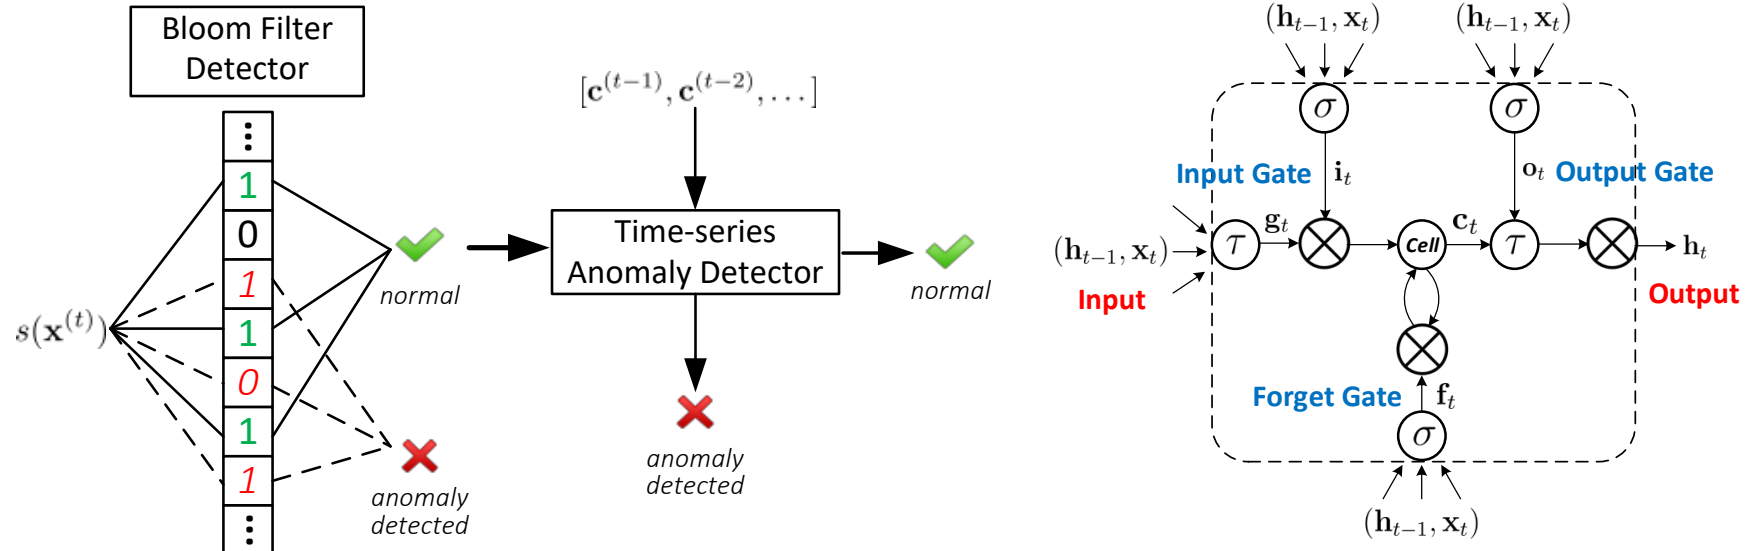 Bloom Filter
Detector
⋮
1
0
1
1
0
1
1
⋮
s(x^{(t)})
normal
anomaly
detected
[c^{(t−1)}, c^{(t−2)}, . . .]
Time-series
Anomaly Detector
normal
anomaly
detected
(h_{t−1}, x_t)
(h_{t−1}, x_t)
σ
σ
Input Gate
i_t
o_t
Output Gate
(h_{t−1}, x_t)
τ
g_t
Cell
c_t
τ
h_t
Input
Output
Forget Gate
f_t
σ
(h_{t−1}, x_t)